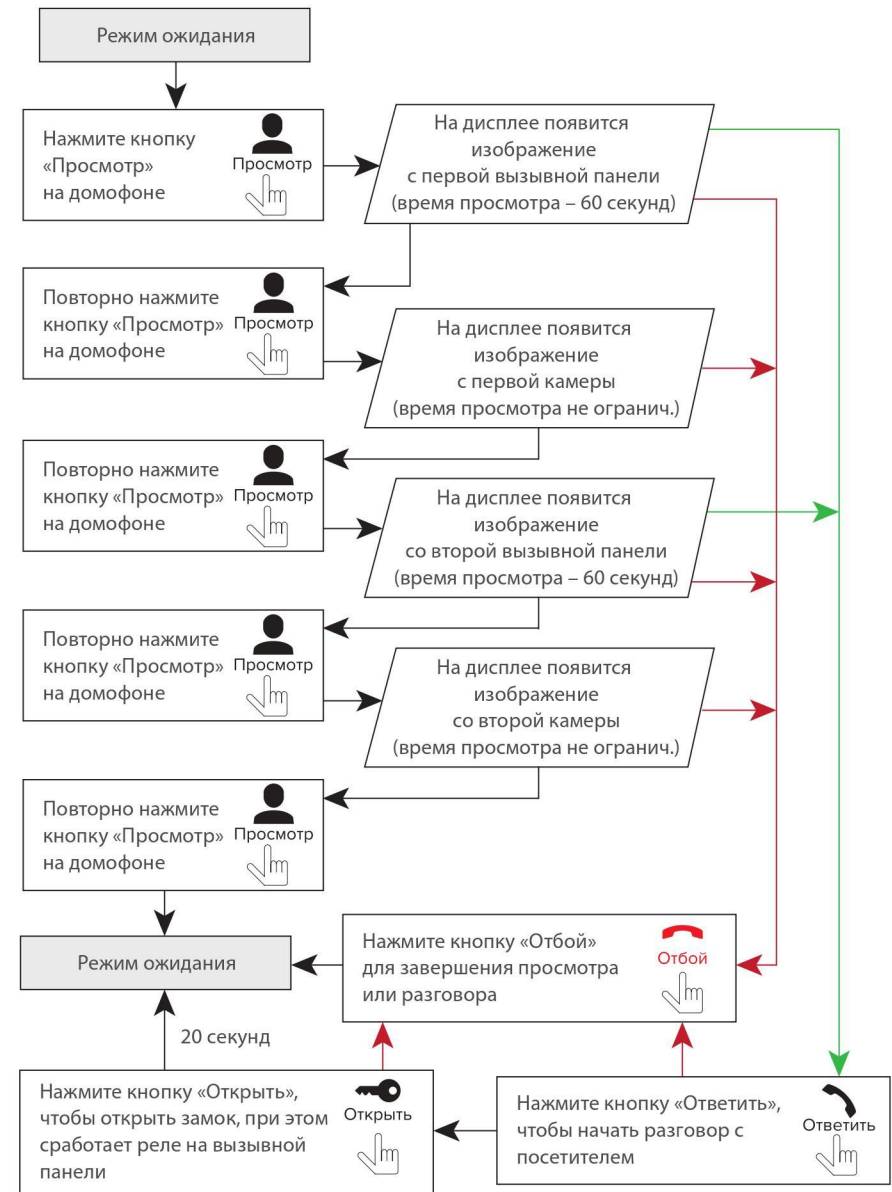 Режим ожидания
Нажмите кнопку
«Просмотр»
на домофоне
Просмотр
На дисплее появится
изображение
с первой вызывной панели
(время просмотра – 60 секунд)
Повторно нажмите
кнопку «Просмотр»
на домофоне
Просмотр
На дисплее появится
изображение
с первой камеры
(время просмотра не огранич.)
Повторно нажмите
кнопку «Просмотр»
на домофоне
Просмотр
На дисплее появится
изображение
со второй вызывной панели
(время просмотра – 60 секунд)
Повторно нажмите
кнопку «Просмотр»
на домофоне
Просмотр
На дисплее появится
изображение
со второй камеры
(время просмотра не огранич.)
Повторно нажмите
кнопку «Просмотр»
на домофоне
Просмотр
Режим ожидания
Нажмите кнопку «Отбой»
для завершения просмотра
или разговора
Отбой
20 секунд
Нажмите кнопку «Открыть»,
чтобы открыть замок, при этом
сработает реле на вызывной
панели
Открыть
Нажмите кнопку «Ответить»,
чтобы начать разговор с
посетителем
Ответить